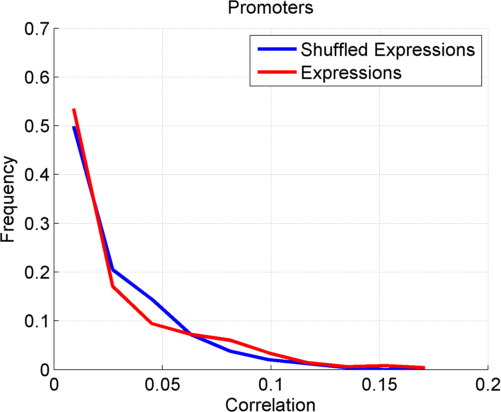 Promoters
0.7
0.6
0.5
0.4
0.3
0.2
0.1
0
Frequency
Shuffled Expressions
Expressions
0 0.05 0.1 0.15 0.2
Correlation